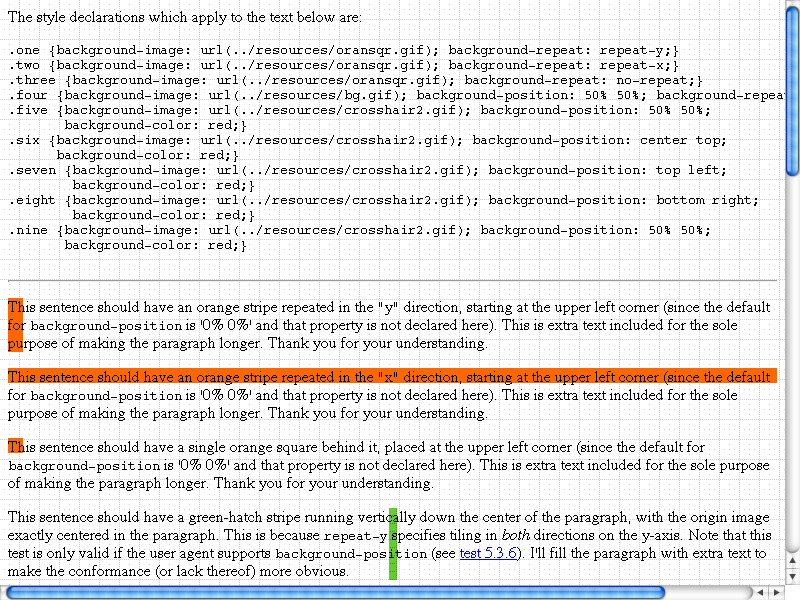 The style declarations which apply to the text below are:
.one {background-image: url(../resources/oransqr.gif); background-repeat: repeat-y;}
.two {background-image: url(../resources/oransqr.gif); background-repeat: repeat-x;}
.three {background-image: url(../resources/oransqr.gif); background-repeat: no-repeat;}
.four {background-image: url(../resources/bg.gif); background-position: 50% 50%; background-repea
.five {background-image: url(../resources/crosshair2.gif); background-position: 50% 50%;
background-color: red;}
.six {background-image: url(../resources/crosshair2.gif); background-position: center top;
background-color: red;}
.seven {background-image: url(../resources/crosshair2.gif); background-position: top left;
background-color: red;}
.eight {background-image: url(../resources/crosshair2.gif); background-position: bottom right;
background-color: red;}
.nine {background-image: url(../resources/crosshair2.gif); background-position: 50% 50%;
background-color: red;}
This sentence should have an orange stripe repeated in the "y" direction, starting at the upper left corner (since the default
for background-position is '0% 0%' and that property is not declared here). This is extra text included for the sole
purpose of making the paragraph longer. Thank you for your understanding.
This sentence should have an orange stripe repeated in the "x" direction, starting at the upper left corner (since the default
for background-position is '0% 0%' and that property is not declared here). This is extra text included for the sole
purpose of making the paragraph longer. Thank you for your understanding.
This sentence should have a single orange square behind it, placed at the upper left corner (since the default for
background-position is '0% 0%' and that property is not declared here). This is extra text included for the sole purpose
of making the paragraph longer. Thank you for your understanding.
This sentence should have a green-hatch stripe running vertically down the center of the paragraph, with the origin image
exactly centered in the paragraph. This is because repeat-y specifies tiling in both directions on the y-axis. Note that this
test is only valid if the user agent supports background-position (see test 5.3.6). I'll fill the paragraph with extra text to
make the conformance (or lack thereof) more obvious.